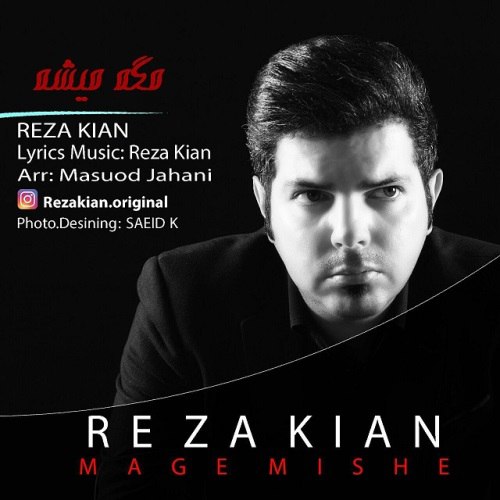 مگه میشه
REZA KIAN
Lyrics Music: Reza Kian
Arr: Masuod Jahani
Rezakian.original
Photo.Desining: SAEID K
REZA KIAN
MAGE MISHE